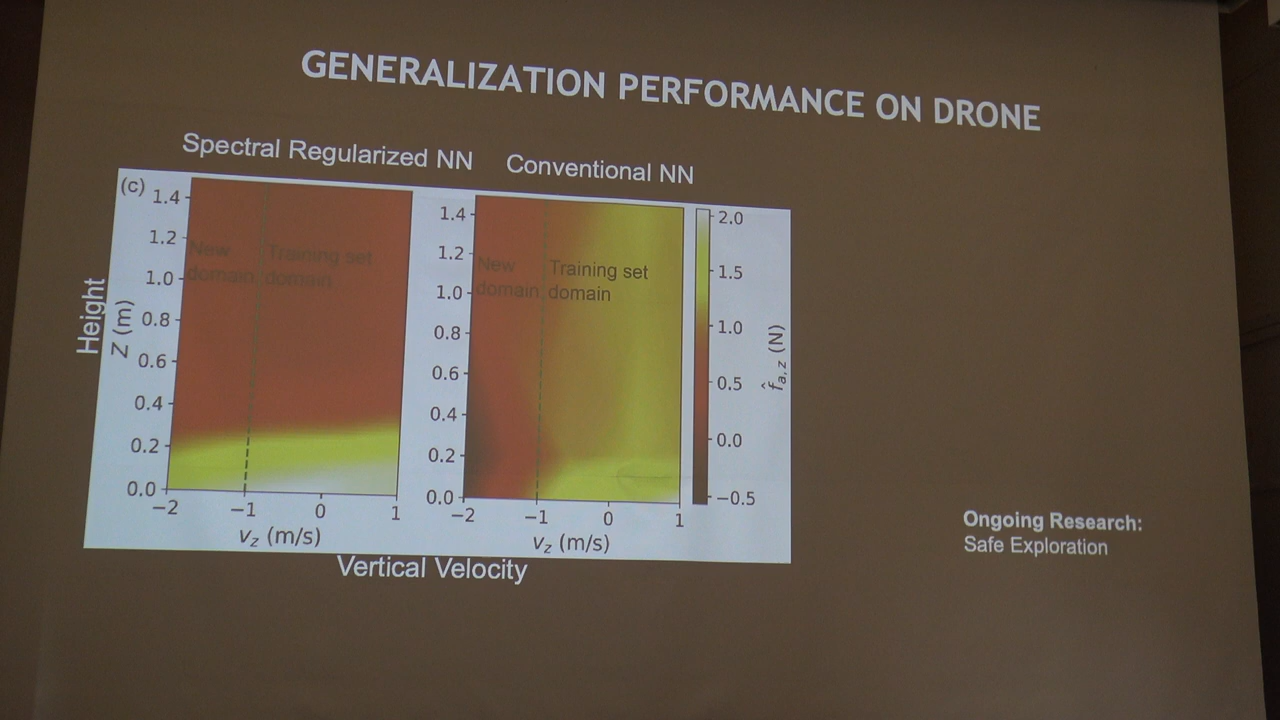 GENERALIZATION PERFORMANCE ON DRONE
Spectral Regularized NN
Conventional NN
(c)
1.4
1.2
1.0
0.8
0.6
0.4
0.2
0.0
Height
Z (m)
New
domain
Training set
domain
−2
−1
0
1
vz (m/s)
1.4
1.2
1.0
0.8
0.6
0.4
0.2
0.0
New
domain
Training set
domain
−2
−1
0
1
vz (m/s)
2.0
1.5
1.0
0.5
0.0
−0.5
f̂a,z (N)
Vertical Velocity
Ongoing Research:
Safe Exploration